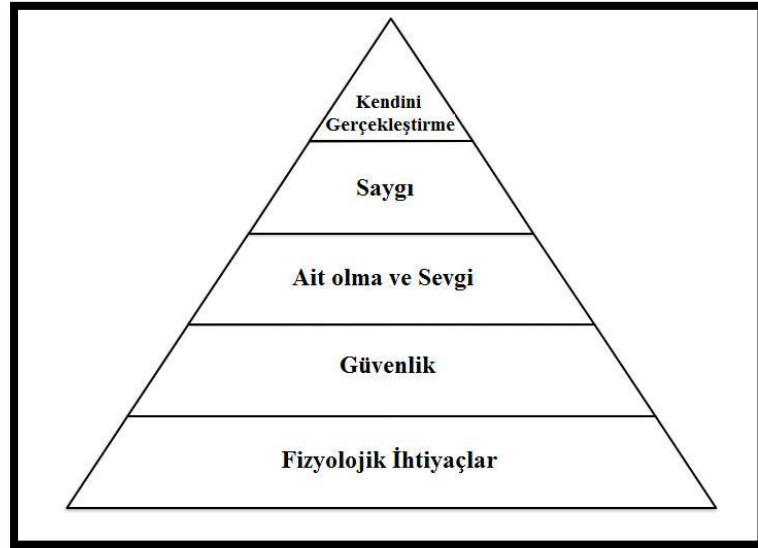 Kendini
Gerçekleştirme
Saygı
Ait olma ve Sevgi
Güvenlik
Fizyolojik İhtiyaçlar